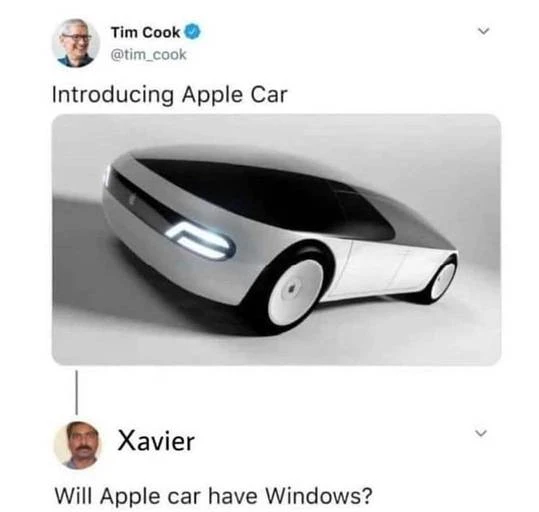 Tim Cook
@tim_cook
Introducing Apple Car
Xavier
Will Apple car have Windows?